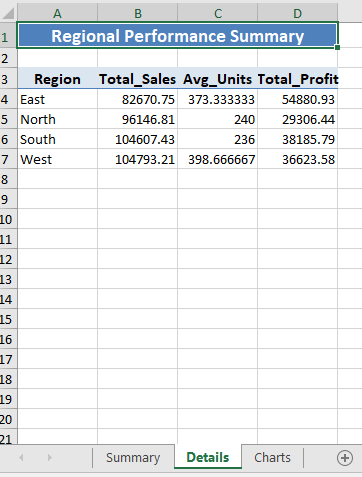 A B C D
1 Regional Performance Summary
2
3 Region Total_Sales Avg_Units Total_Profit
4 East 82670.75 373.333333 54880.93
5 North 96146.81 240 29306.44
6 South 104607.43 236 38185.79
7 West 104793.21 398.666667 36623.58
8
9
10
11
12
13
14
15
16
17
18
19
20
21
Summary Details Charts